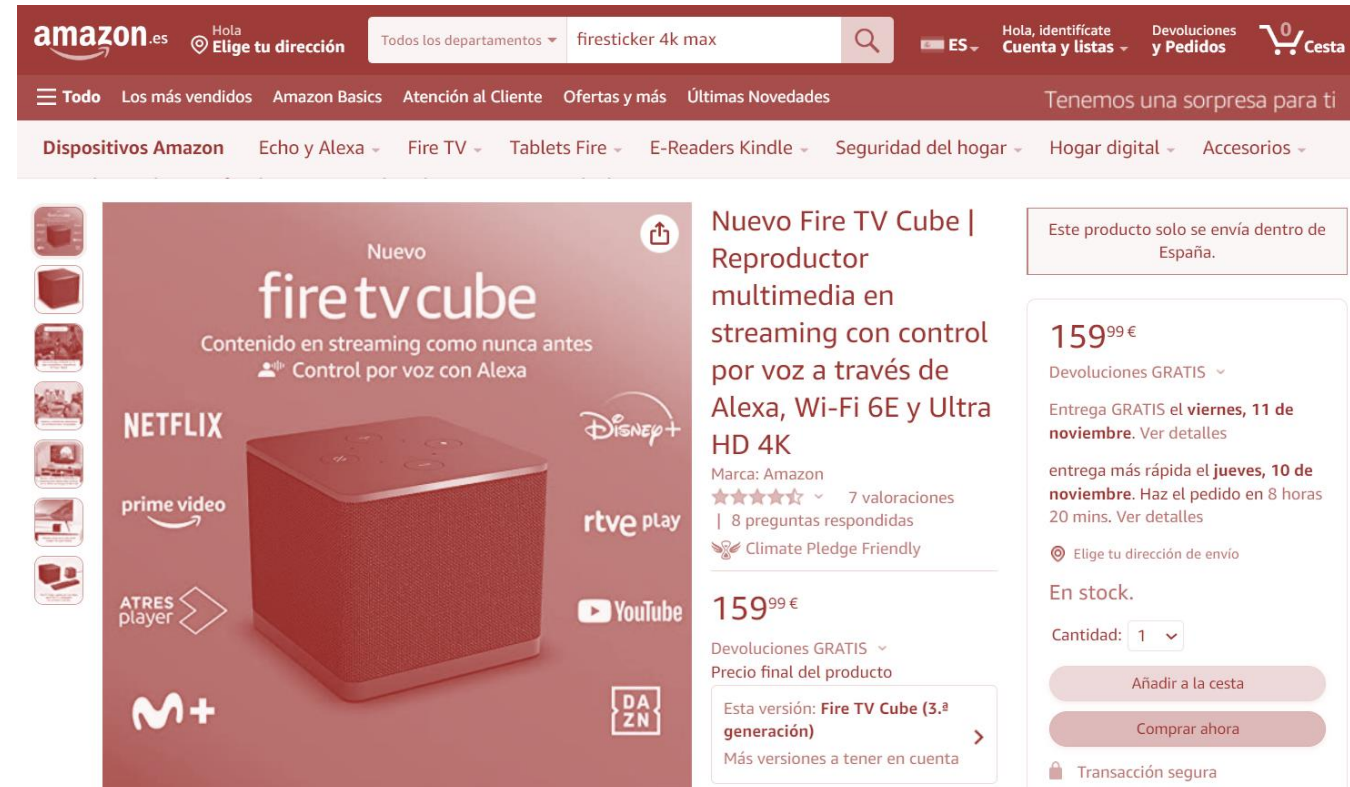 amazon.es
Hola
Elige tu dirección
Todos los departamentos
firesticker 4k max
ES
Hola, identifícate
Cuenta y listas
Devoluciones
y Pedidos
0
Cesta
Todo
Los más vendidos
Amazon Basics
Atención al Cliente
Ofertas y más
Últimas Novedades
Tenemos una sorpresa para ti
Dispositivos Amazon
Echo y Alexa
Fire TV
Tablets Fire
E-Readers Kindle
Seguridad del hogar
Hogar digital
Accesorios
Nuevo
fire tv cube
Contenido en streaming como nunca antes
Control por voz con Alexa
NETFLIX
Disney+
prime video
rtve play
ATRES
player
YouTube
M+
DA
ZN
Nuevo Fire TV Cube |
Reproductor
multimedia en
streaming con control
por voz a través de
Alexa, Wi-Fi 6E y Ultra
HD 4K
Marca: Amazon
7 valoraciones
| 8 preguntas respondidas
Climate Pledge Friendly
15999 €
Devoluciones GRATIS
Precio final del producto
Esta versión: Fire TV Cube (3.ª
generación)
Más versiones a tener en cuenta
Este producto solo se envía dentro de
España.
15999 €
Devoluciones GRATIS
Entrega GRATIS el viernes, 11 de
noviembre. Ver detalles
entrega más rápida el jueves, 10 de
noviembre. Haz el pedido en 8 horas
20 mins. Ver detalles
Elige tu dirección de envío
En stock.
Cantidad: 1
Añadir a la cesta
Comprar ahora
Transacción segura